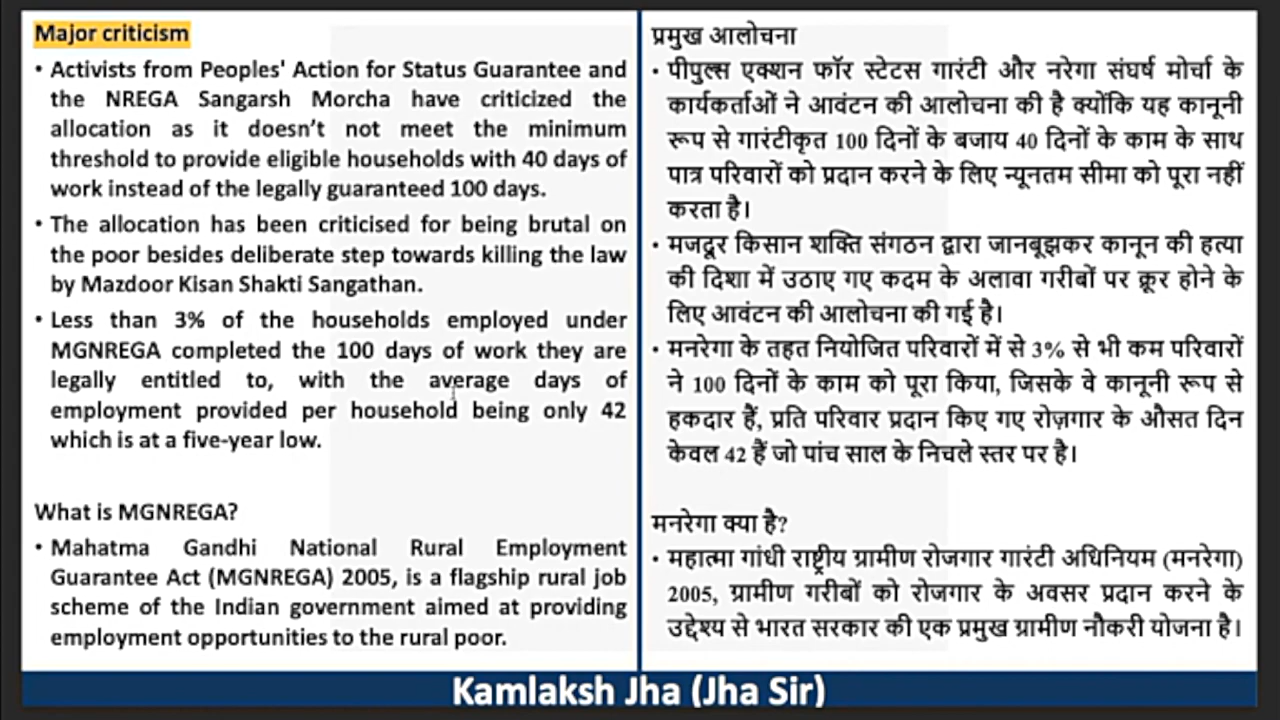 Major criticism
• Activists from Peoples' Action for Status Guarantee and
the NREGA Sangarsh Morcha have criticized the
allocation as it doesn't not meet the minimum
threshold to provide eligible households with 40 days of
work instead of the legally guaranteed 100 days.
• The allocation has been criticised for being brutal on
the poor besides deliberate step towards killing the law
by Mazdoor Kisan Shakti Sangathan.
• Less than 3% of the households employed under
MGNREGA completed the 100 days of work they are
legally entitled to, with the average days of
employment provided per household being only 42
which is at a five-year low.
What is MGNREGA?
• Mahatma Gandhi National Rural Employment
Guarantee Act (MGNREGA) 2005, is a flagship rural job
scheme of the Indian government aimed at providing
employment opportunities to the rural poor.
प्रमुख आलोचना
• पीपुल्स एक्शन फॉर स्टेटस गारंटी और नरेगा संघर्ष मोर्चा के
कार्यकर्ताओं ने आवंटन की आलोचना की है क्योंकि यह कानूनी
रूप से गारंटीकृत 100 दिनों के बजाय 40 दिनों के काम के साथ
पात्र परिवारों को प्रदान करने के लिए न्यूनतम सीमा को पूरा नहीं
करता है।
• मजदूर किसान शक्ति संगठन द्वारा जानबूझकर कानून की हत्या
की दिशा में उठाए गए कदम के अलावा गरीबों पर क्रूर होने के
लिए आवंटन की आलोचना की गई है।
• मनरेगा के तहत नियोजित परिवारों में से 3% से भी कम परिवारों
ने 100 दिनों के काम को पूरा किया, जिसके वे कानूनी रूप से
हकदार हैं, प्रति परिवार प्रदान किए गए रोज़गार के औसत दिन
केवल 42 हैं जो पांच साल के निचले स्तर पर है।
मनरेगा क्या है?
• महात्मा गांधी राष्ट्रीय ग्रामीण रोजगार गारंटी अधिनियम (मनरेगा)
2005, ग्रामीण गरीबों को रोजगार के अवसर प्रदान करने के
उद्देश्य से भारत सरकार की एक प्रमुख ग्रामीण नौकरी योजना है।
Kamlaksh Jha (Jha Sir)